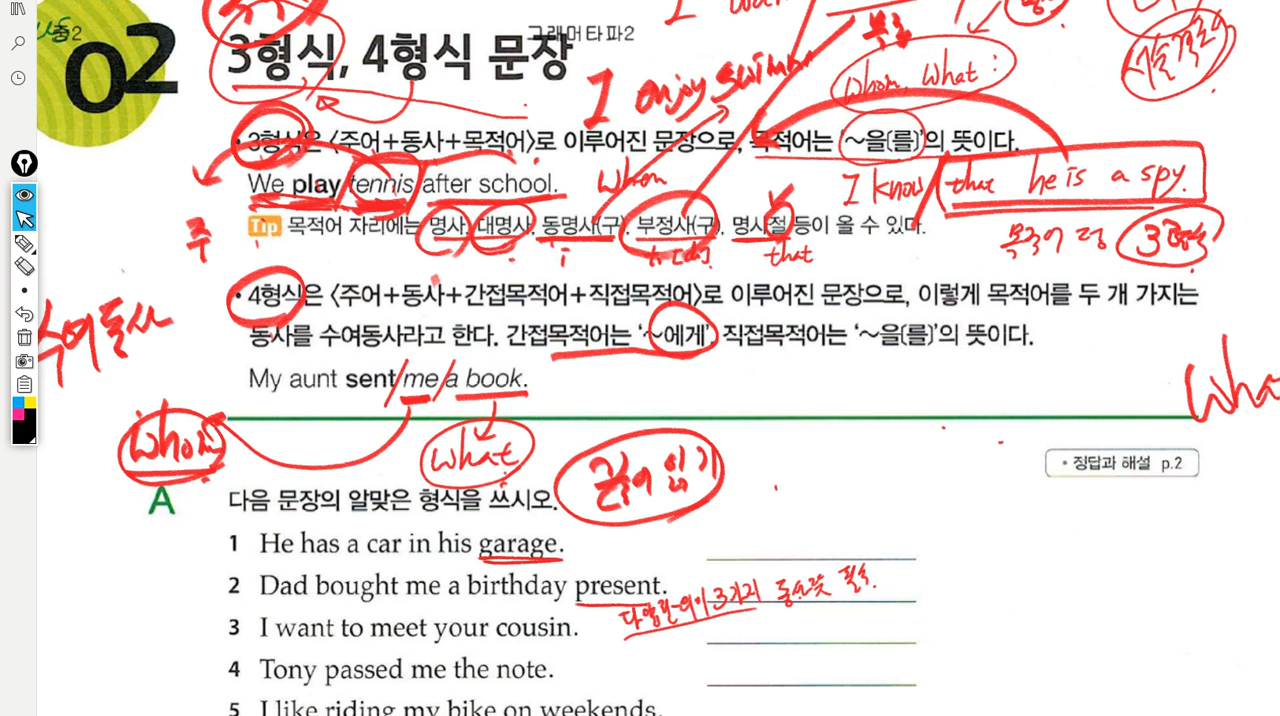 중2
그래머타파2
02
3형식, 4형식 문장
I enjoy swimm
whom, what :
• 3형식은 〈주어+동사+목적어〉로 이루어진 문장으로, 목적어는 '～을(를)'의 뜻이다.
We play tennis after school.
whom
I know that he is a spy.
Tip 목적어 자리에는 명사, 대명사, 동명사(구), 부정사(구), 명사절 등이 올 수 있다.
주
that
3형식
• 4형식은 〈주어+동사+간접목적어+직접목적어〉로 이루어진 문장으로, 이렇게 목적어를 두 개 가지는
동사를 수여동사라고 한다. 간접목적어는 '～에게', 직접목적어는 '～을(를)'의 뜻이다.
수여동사
My aunt sent me a book.
Wha
whom
what
끊어 읽기
• 정답과 해설 p.2
A 다음 문장의 알맞은 형식을 쓰시오.
1 He has a car in his garage.
2 Dad bought me a birthday present.
3 I want to meet your cousin.
4 Tony passed me the note.
5 I like riding my bike on weekends.